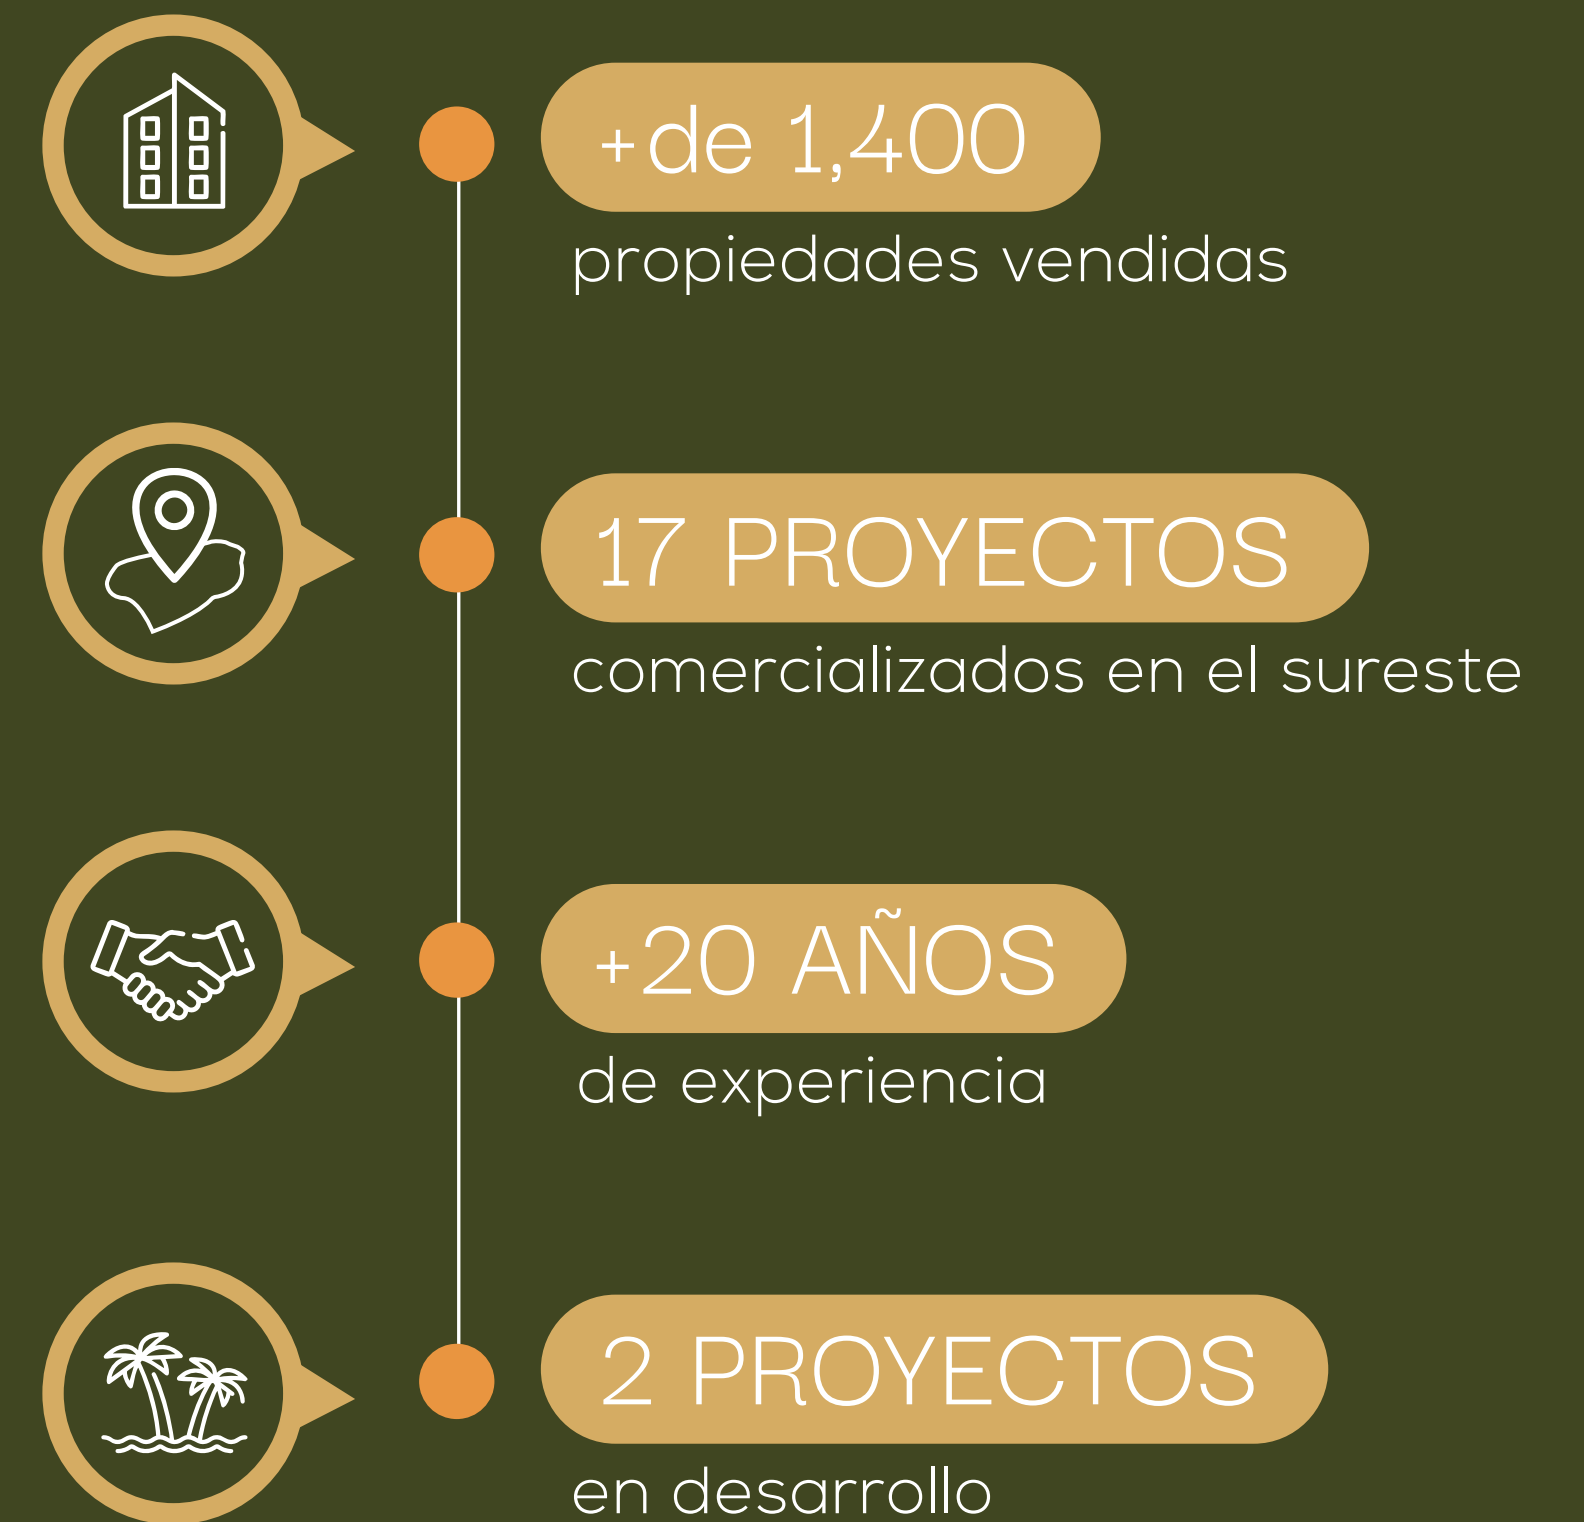 +de 1,400
propiedades vendidas
17 PROYECTOS
comercializados en el sureste
+20 AÑOS
de experiencia
2 PROYECTOS
en desarrollo